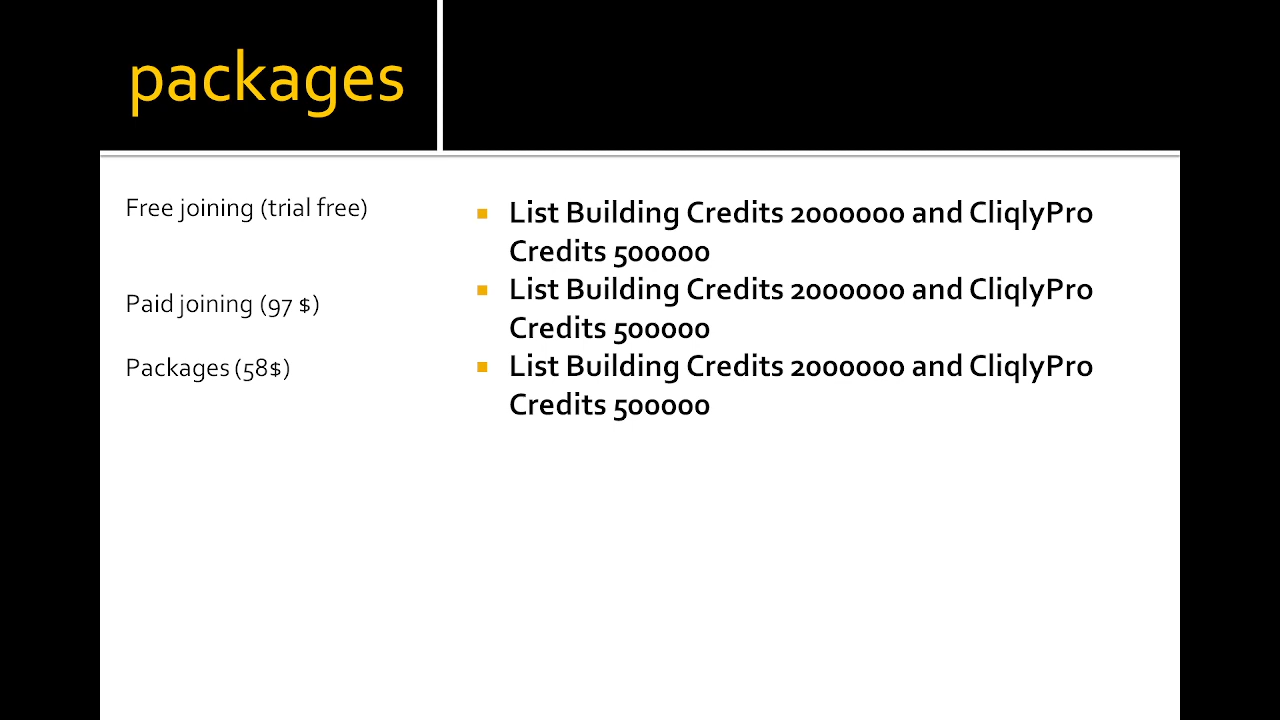 packages
Free joining (trial free)
Paid joining (97 $)
Packages (58$)
List Building Credits 2000000 and CliqlyPro
Credits 500000
List Building Credits 2000000 and CliqlyPro
Credits 500000
List Building Credits 2000000 and CliqlyPro
Credits 500000